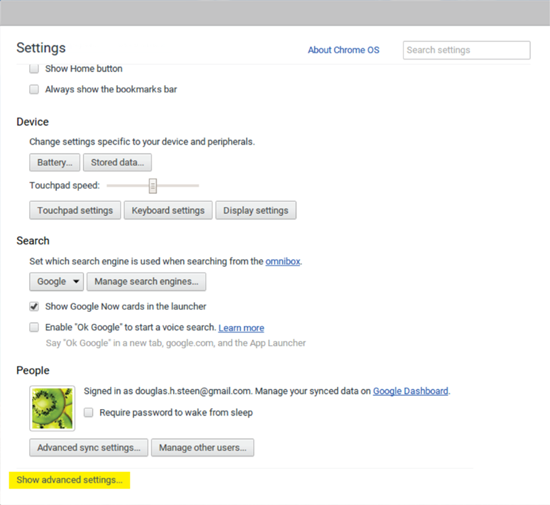 Settings
About Chrome OS
Search settings
Show Home button
Always show the bookmarks bar
Device
Change settings specific to your device and peripherals.
Battery... Stored data...
Touchpad speed:
Touchpad settings Keyboard settings Display settings
Search
Set which search engine is used when searching from the omnibox.
Google Manage search engines...
Show Google Now cards in the launcher
Enable "Ok Google" to start a voice search. Learn more
Say "Ok Google" in a new tab, google.com, and the App Launcher
People
Signed in as douglas.h.steen@gmail.com. Manage your synced data on Google Dashboard.
Require password to wake from sleep
Advanced sync settings... Manage other users...
Show advanced settings...